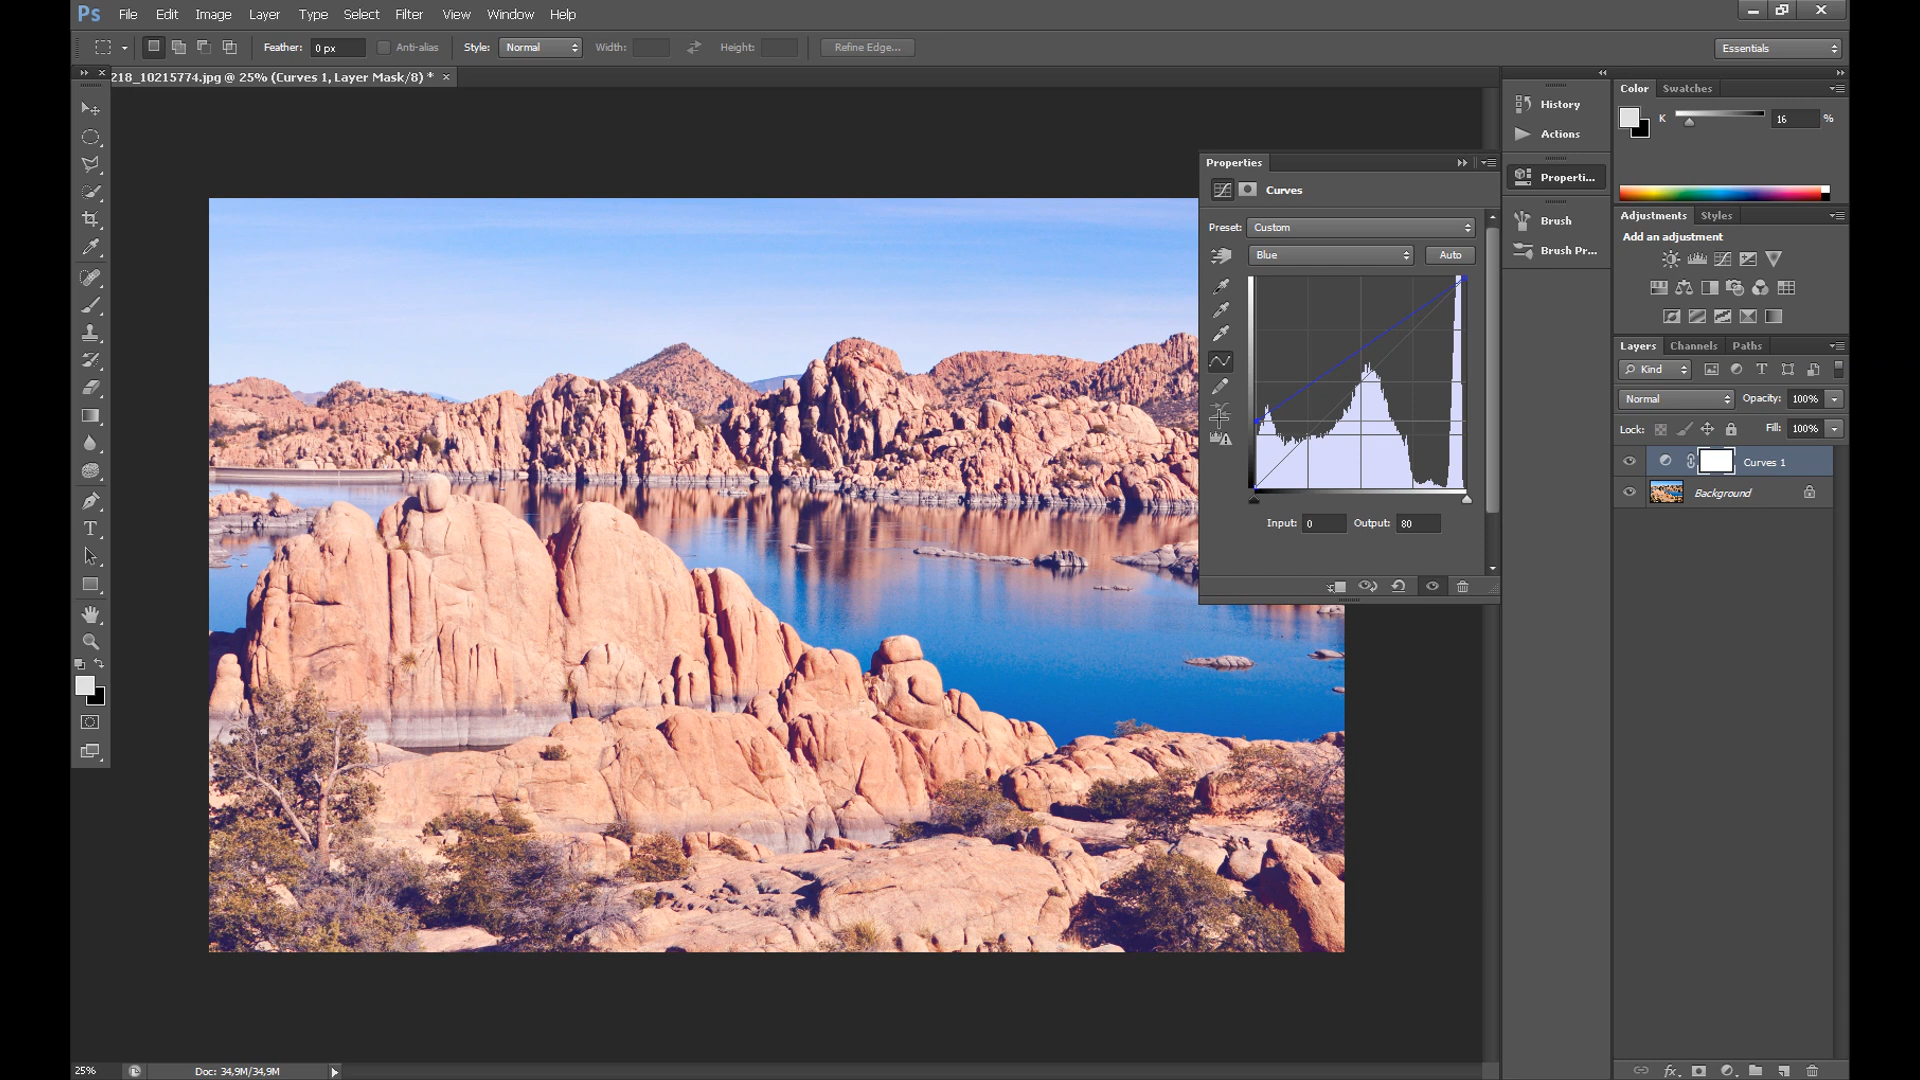 Ps File Edit Image Layer Type Select Filter View Window Help
Feather: 0 px Anti-alias Style: Normal Width: Height: Refine Edge... Essentials
218_10215774.jpg @ 25% (Curves 1, Layer Mask/8) * ×
History
Actions
Properti...
Brush
Brush Pr...
Color Swatches
K 16 %
Adjustments Styles
Add an adjustment
Layers Channels Paths
Kind T
Normal Opacity: 100%
Lock: Fill: 100%
Curves 1
Background
Properties
Curves
Preset: Custom
Blue Auto
Input: 0 Output: 80
T
25% Doc: 34,9M/34,9M
fx